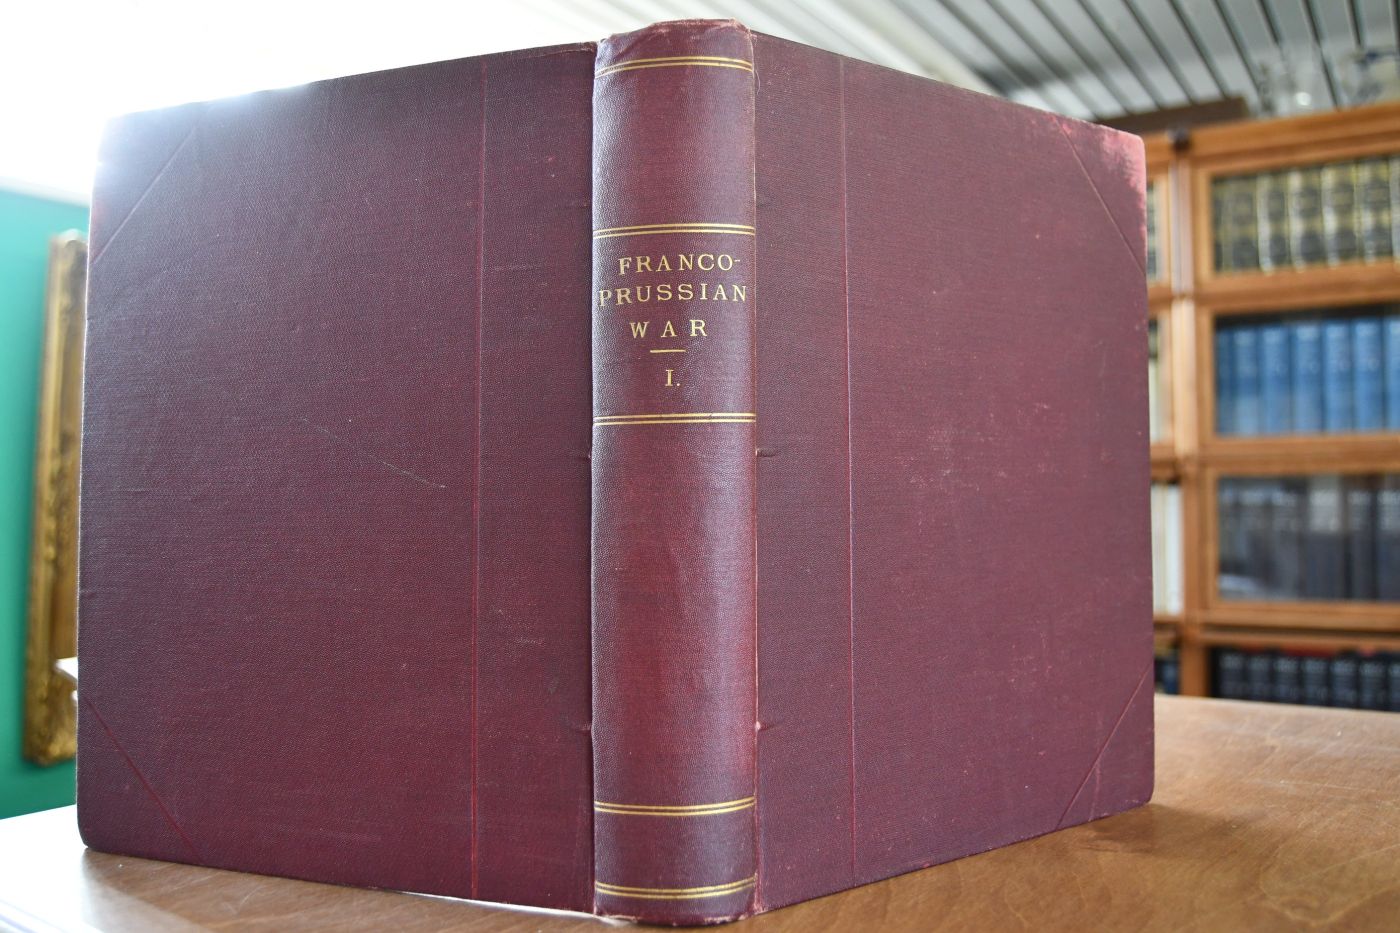 FRANCO-
PRUSSIAN
WAR
I.